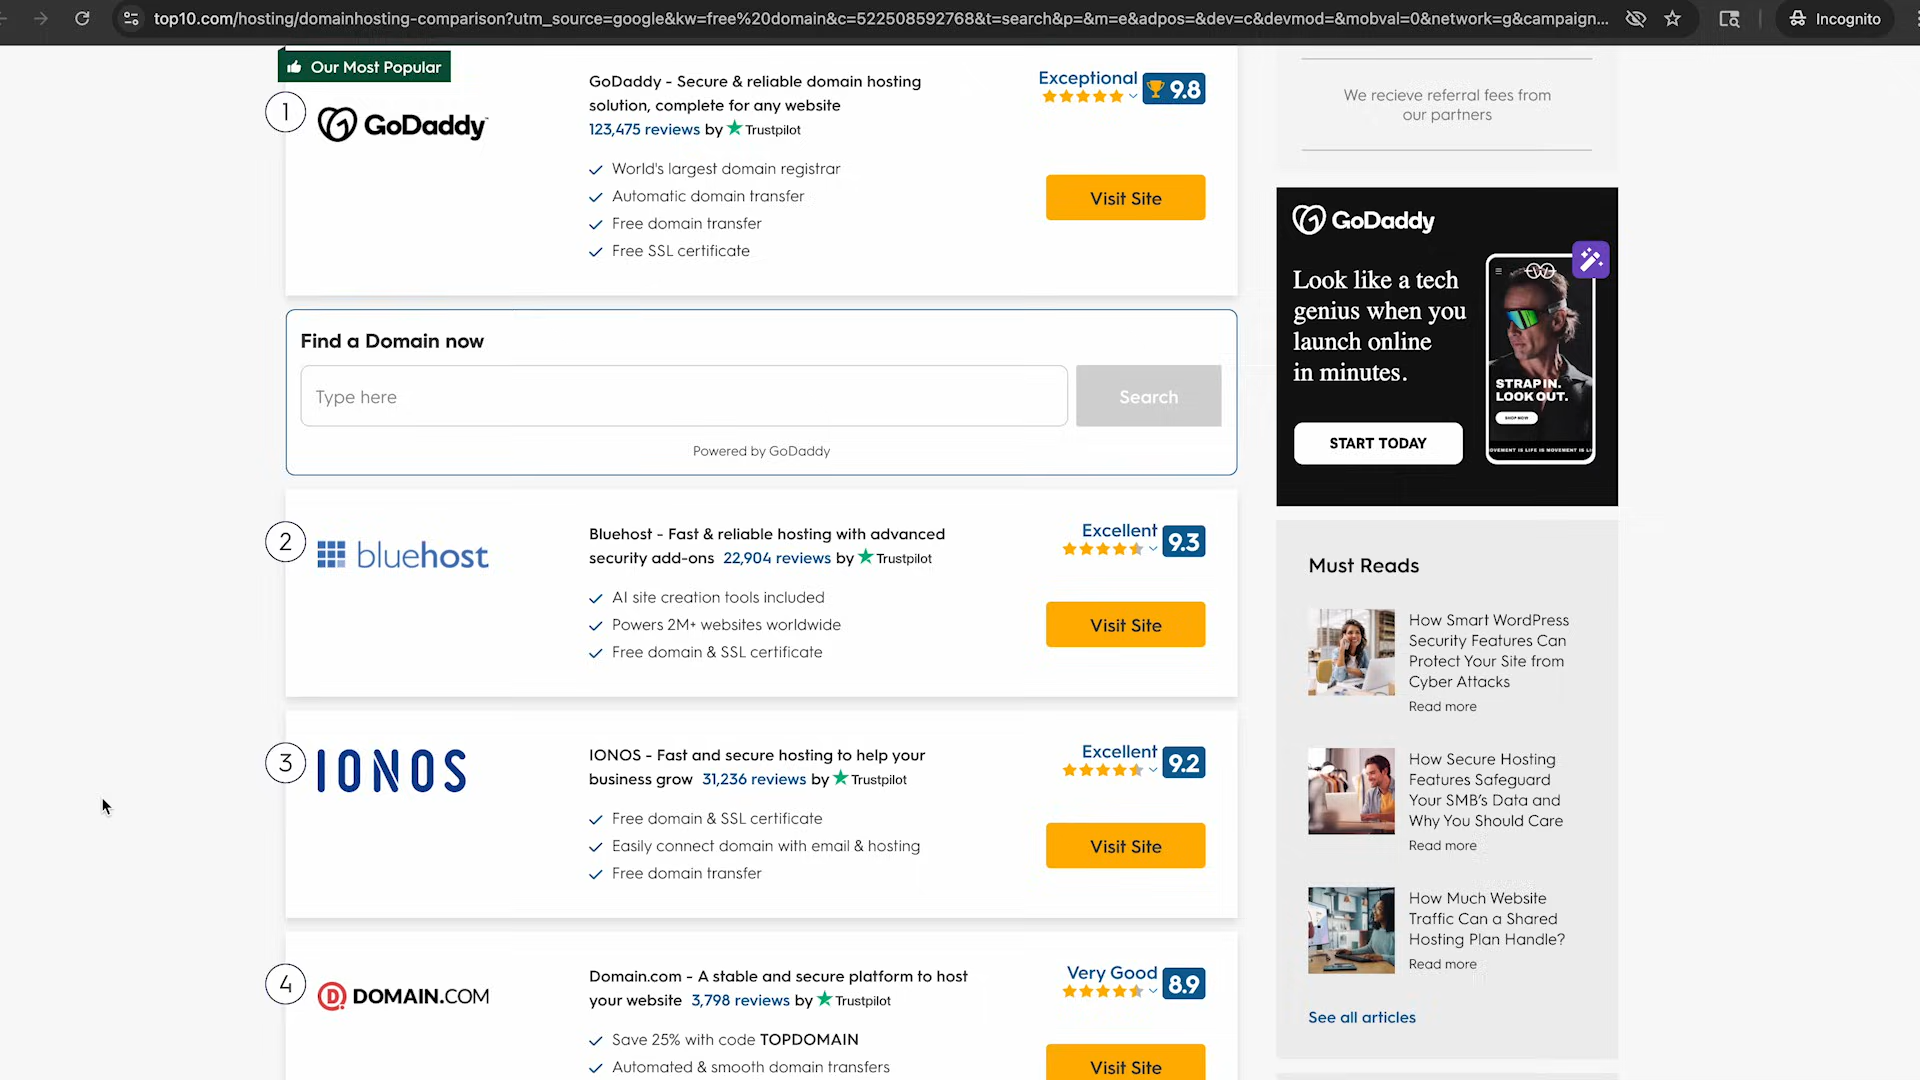 top10.com/hosting/domainhosting-comparison?utm_source=google&kw=free%20domain&c=522508592768&t=search&p=&m=e&adpos=&dev=c&devmod=&mobval=0&network=g&campaign...
Incognito
Our Most Popular
1
GoDaddy
GoDaddy - Secure & reliable domain hosting
solution, complete for any website
123,475 reviews by Trustpilot
World's largest domain registrar
Automatic domain transfer
Free domain transfer
Free SSL certificate
Exceptional
9.8
Visit Site
Find a Domain now
Type here
Search
Powered by GoDaddy
2
bluehost
Bluehost - Fast & reliable hosting with advanced
security add-ons 22,904 reviews by Trustpilot
AI site creation tools included
Powers 2M+ websites worldwide
Free domain & SSL certificate
Excellent
9.3
Visit Site
3
IONOS
IONOS - Fast and secure hosting to help your
business grow 31,236 reviews by Trustpilot
Free domain & SSL certificate
Easily connect domain with email & hosting
Free domain transfer
Excellent
9.2
Visit Site
4
DOMAIN.COM
Domain.com - A stable and secure platform to host
your website 3,798 reviews by Trustpilot
Save 25% with code TOPDOMAIN
Automated & smooth domain transfers
Very Good
8.9
Visit Site
We recieve referral fees from
our partners
GoDaddy
Look like a tech
genius when you
launch online
in minutes.
START TODAY
STRAP IN.
LOOK OUT.
SHOP NOW
OVEMENT IS LIFE IS MOVEMENT IS LI
Must Reads
How Smart WordPress
Security Features Can
Protect Your Site from
Cyber Attacks
Read more
How Secure Hosting
Features Safeguard
Your SMB's Data and
Why You Should Care
Read more
How Much Website
Traffic Can a Shared
Hosting Plan Handle?
Read more
See all articles